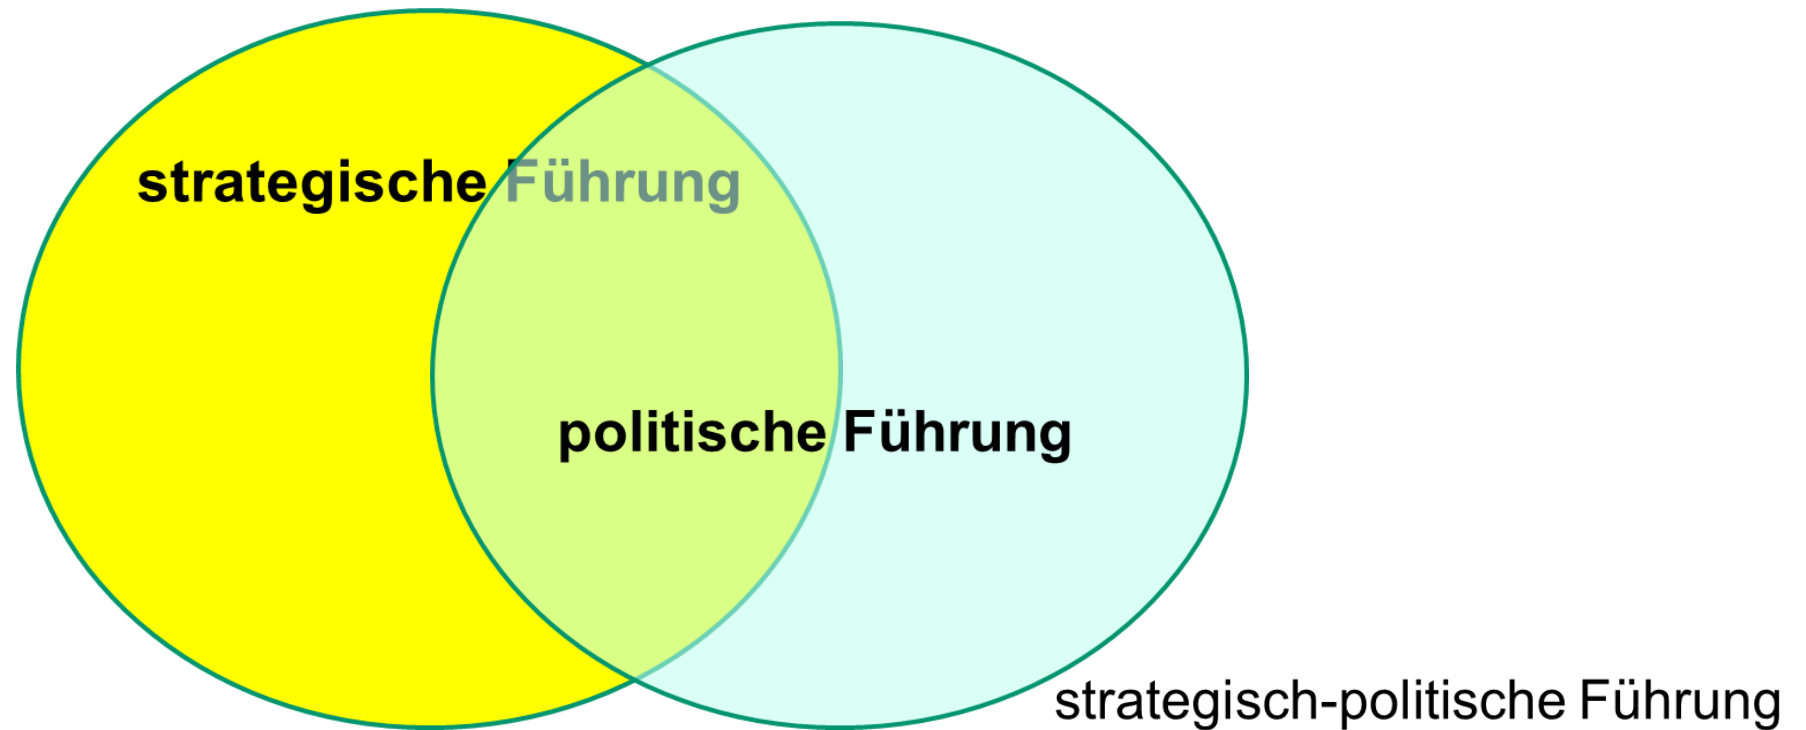 strategische Führung
politische Führung
strategisch-politische Führung